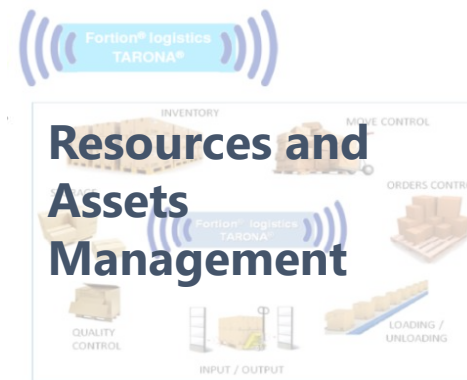 Fortion® logistics
TARONA®
INVENTORY
MOVE CONTROL
Resources and
Assets
Management
ORDERS CONTR
Fortion® logistics
TARONA®
QUALITY
CONTROL
LOADING /
UNLOADING
INPUT / OUTPUT